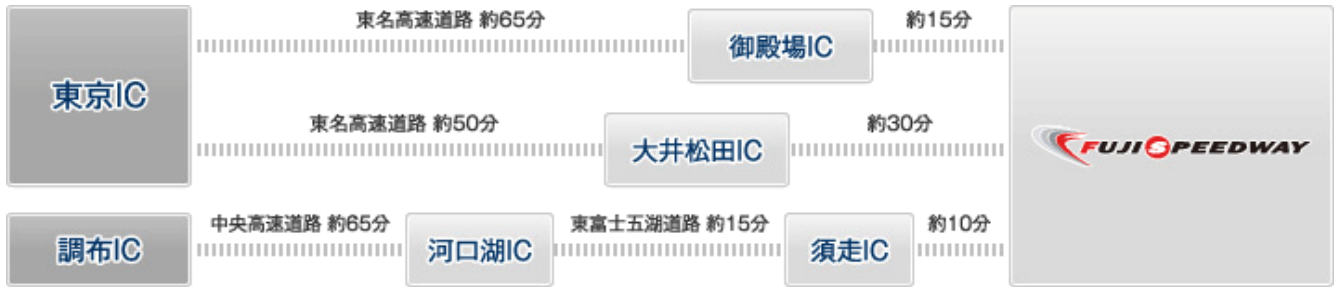 東名高速道路 約65分
約15分
東京IC
御殿場IC
東名高速道路 約50分
約30分
大井松田IC
FUJI SPEEDWAY
中央高速道路 約65分
東富士五湖道路 約15分
約10分
調布IC
河口湖IC
須走IC